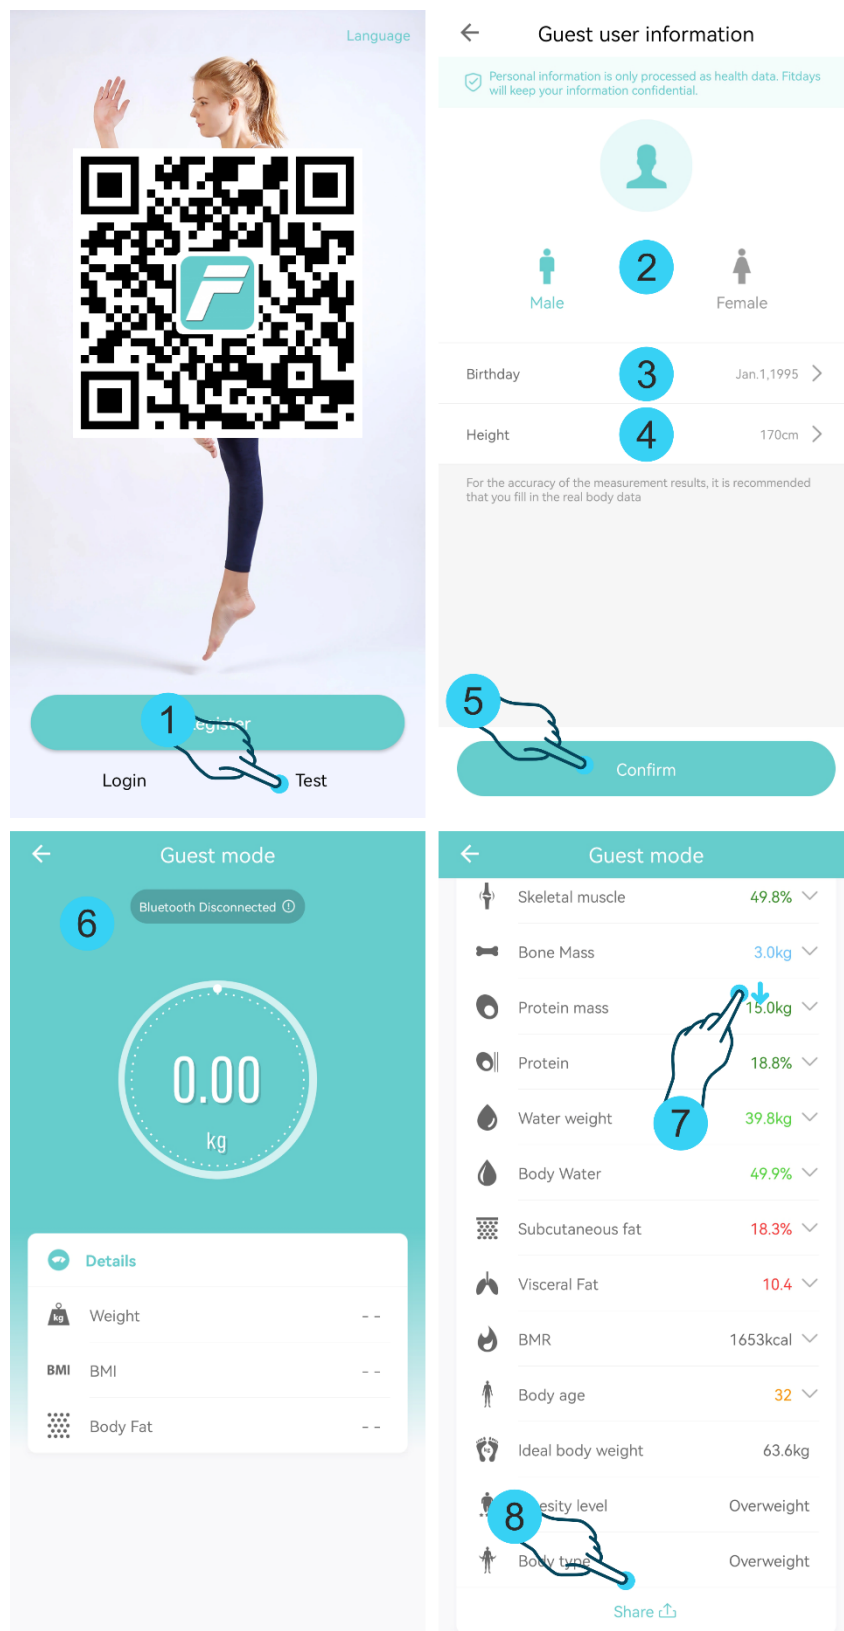 Language
F
1
egister
Login
Test
Guest user information
Personal information is only processed as health data. Fitdays
will keep your information confidential.
2
Male
Female
Birthday
3
Jan.1,1995
Height
4
170cm
For the accuracy of the measurement results, it is recommended
that you fill in the real body data
5
Confirm
Guest mode
6
Bluetooth Disconnected
0.00
kg
Details
kg
Weight
- -
BMI
BMI
- -
Body Fat
- -
Guest mode
Skeletal muscle
49.8%
Bone Mass
3.0kg
Protein mass
15.0kg
Protein
18.8%
7
Water weight
39.8kg
Body Water
49.9%
Subcutaneous fat
18.3%
Visceral Fat
10.4
BMR
1653kcal
Body age
32
Ideal body weight
63.6kg
8
esity level
Overweight
Body type
Overweight
Share